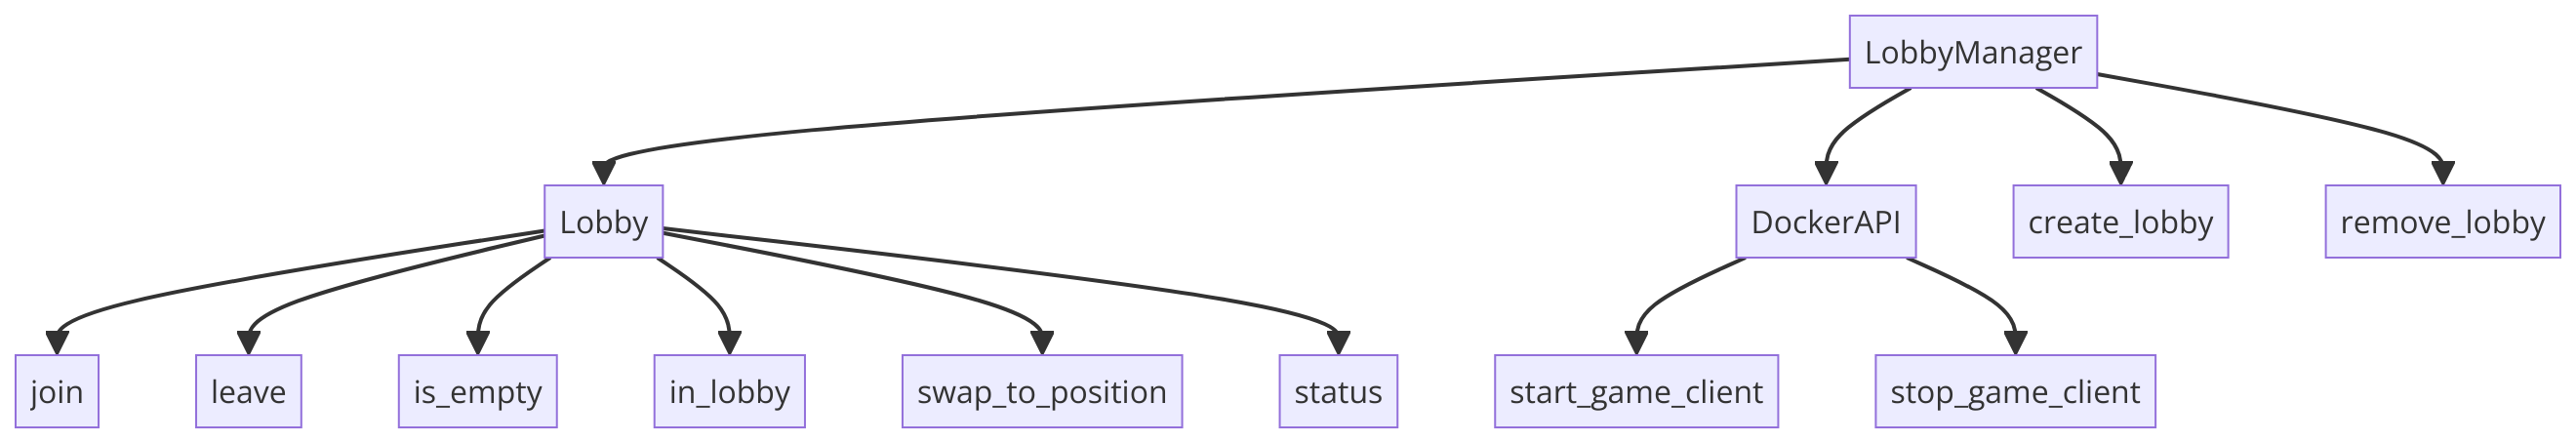 LobbyManager
Lobby
DockerAPI
create_lobby
remove_lobby
join
leave
is_empty
in_lobby
swap_to_position
status
start_game_client
stop_game_client